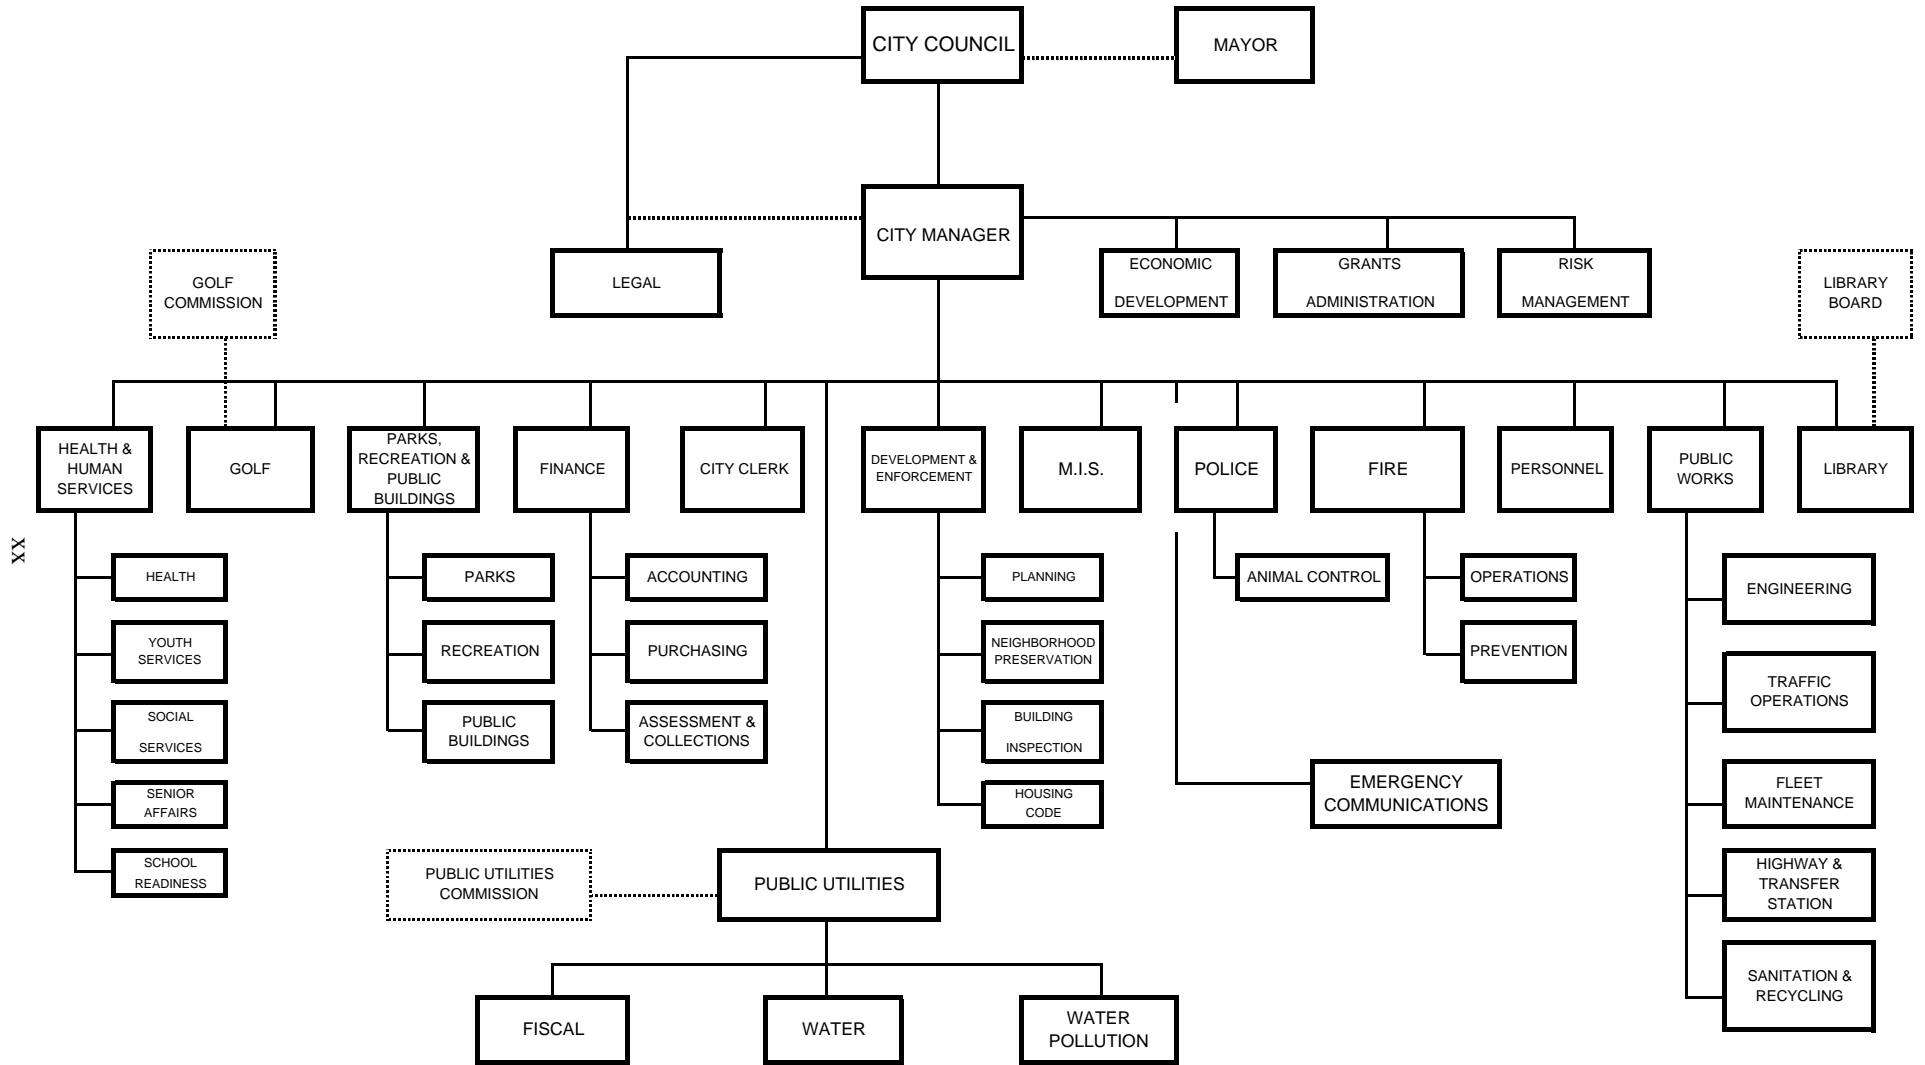 CITY COUNCIL
MAYOR
CITY MANAGER
LEGAL
ECONOMIC
DEVELOPMENT
GRANTS
ADMINISTRATION
RISK
MANAGEMENT
GOLF
COMMISSION
LIBRARY
BOARD
HEALTH &
HUMAN
SERVICES
GOLF
PARKS,
RECREATION &
PUBLIC
BUILDINGS
FINANCE
CITY CLERK
DEVELOPMENT &
ENFORCEMENT
M.I.S.
POLICE
FIRE
PERSONNEL
PUBLIC
WORKS
LIBRARY
XX
HEALTH
YOUTH
SERVICES
SOCIAL
SERVICES
SENIOR
AFFAIRS
SCHOOL
READINESS
PARKS
RECREATION
PUBLIC
BUILDINGS
ACCOUNTING
PURCHASING
ASSESSMENT &
COLLECTIONS
PLANNING
NEIGHBORHOOD
PRESERVATION
BUILDING
INSPECTION
HOUSING
CODE
ANIMAL CONTROL
OPERATIONS
PREVENTION
EMERGENCY
COMMUNICATIONS
ENGINEERING
TRAFFIC
OPERATIONS
FLEET
MAINTENANCE
HIGHWAY &
TRANSFER
STATION
SANITATION &
RECYCLING
PUBLIC UTILITIES
COMMISSION
PUBLIC UTILITIES
FISCAL
WATER
WATER
POLLUTION